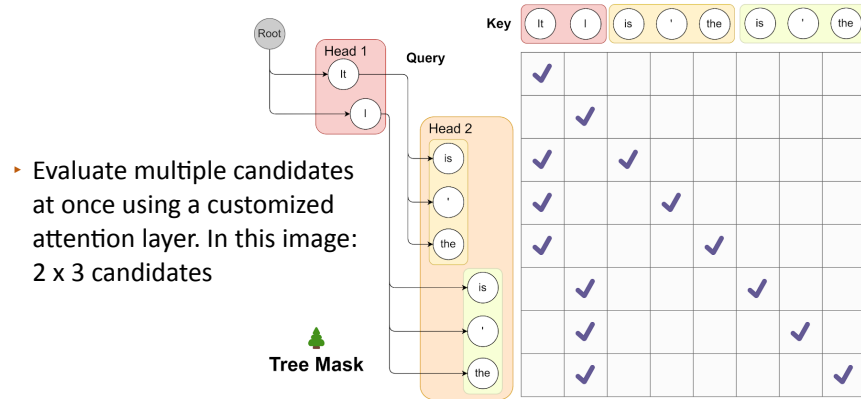 Key It I is ' the is ' the
Root
Head 1
Query
It
I
Head 2
is
'
the
is
'
the
‣ Evaluate multiple candidates
at once using a customized
attention layer. In this image:
2 x 3 candidates
Tree Mask